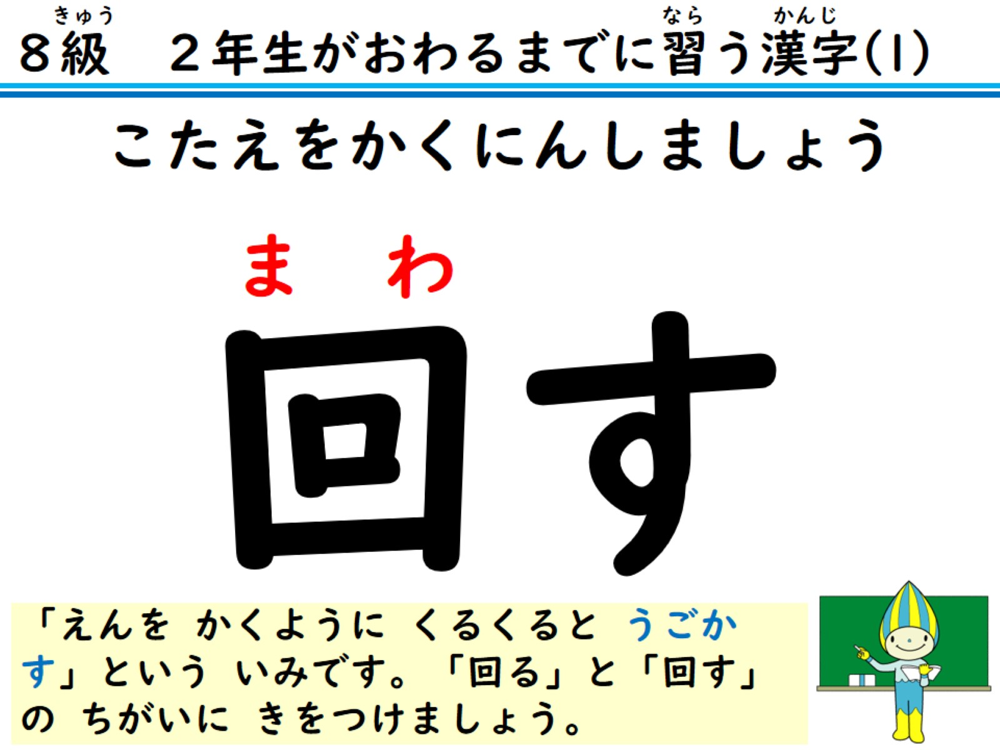 きゅう なら かんじ
８級　２年生がおわるまでに習う漢字(1)
こたえをかくにんしましょう
まわ
回す
「えんを かくように くるくると うごか
す」という いみです。「回る」と「回す」
の ちがいに きをつけましょう。